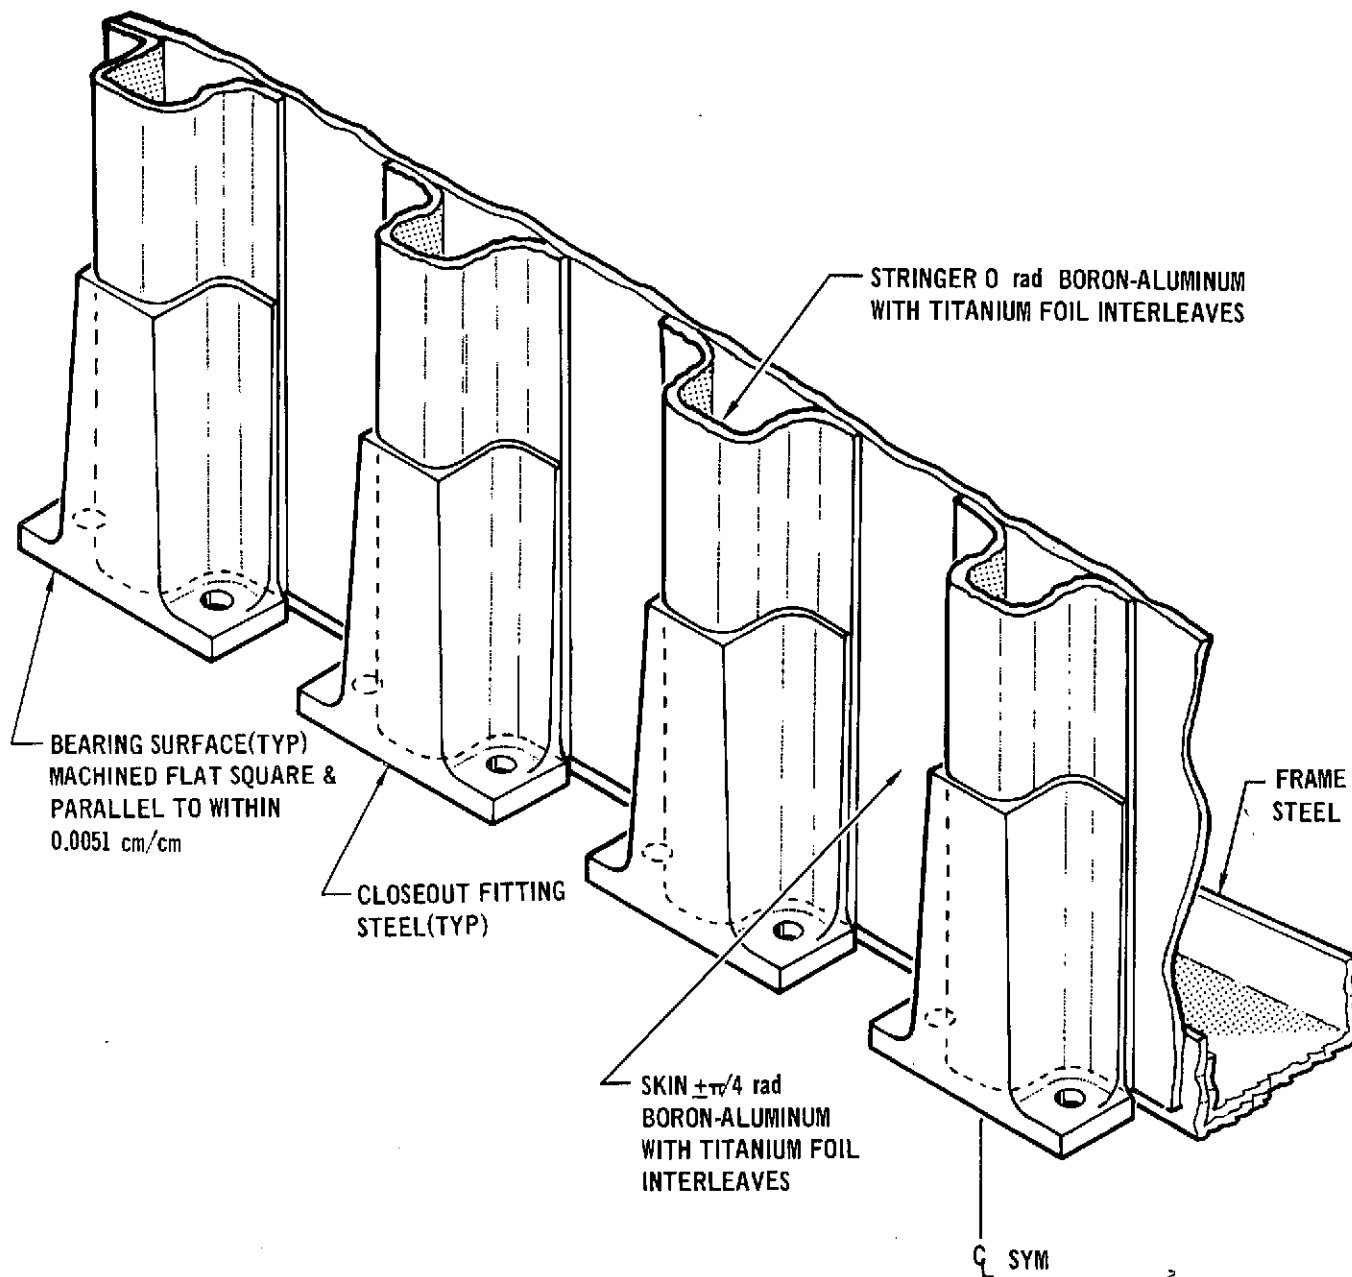 STRINGER 0 rad BORON-ALUMINUM
WITH TITANIUM FOIL INTERLEAVES
BEARING SURFACE(TYP)
MACHINED FLAT SQUARE &
PARALLEL TO WITHIN
0.0051 cm/cm
FRAME
STEEL
CLOSEOUT FITTING
STEEL(TYP)
SKIN ±π/4 rad
BORON-ALUMINUM
WITH TITANIUM FOIL
INTERLEAVES
℄ SYM